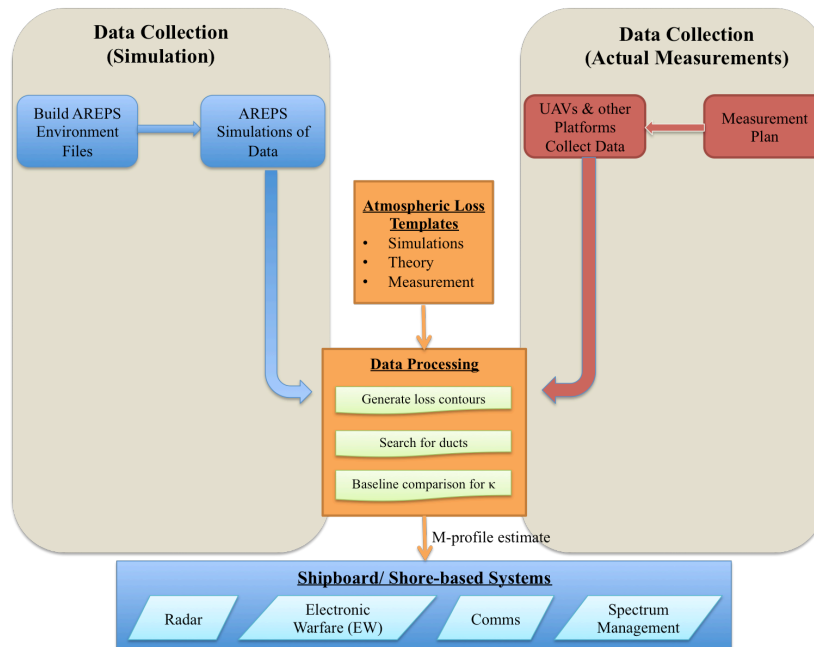 Data Collection
(Simulation)
Data Collection
(Actual Measurements)
Build AREPS
Environment
Files
AREPS
Simulations of
Data
UAVs & other
Platforms
Collect Data
Measurement
Plan
Atmospheric Loss
Templates
• Simulations
• Theory
• Measurement
Data Processing
Generate loss contours
Search for ducts
Baseline comparison for κ
M-profile estimate
Shipboard/ Shore-based Systems
Radar
Electronic
Warfare (EW)
Comms
Spectrum
Management